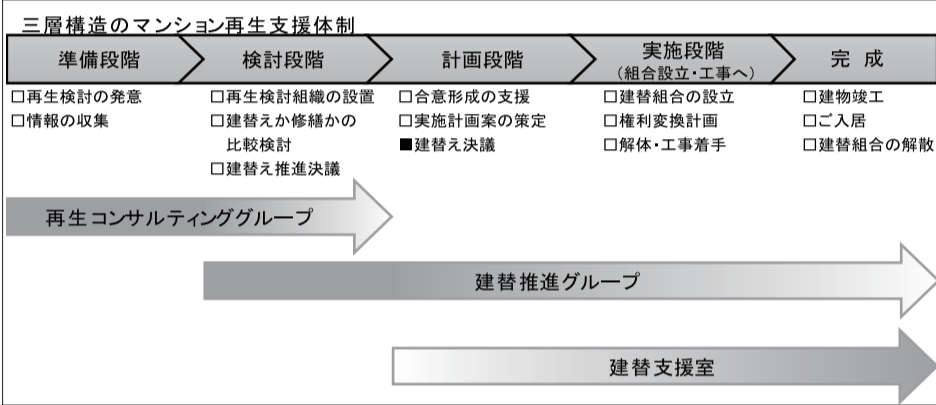 三層構造のマンション再生支援体制
準備段階
検討段階
計画段階
実施段階
(組合設立・工事へ)
完 成
□再生検討の発意
□情報の収集
□再生検討組織の設置
□建替えか修繕かの
比較検討
□建替え推進決議
□合意形成の支援
□実施計画案の策定
■建替え決議
□建替組合の設立
□権利変換計画
□解体・工事着手
□建物竣工
□ご入居
□建替組合の解散
再生コンサルティンググループ
建替推進グループ
建替支援室